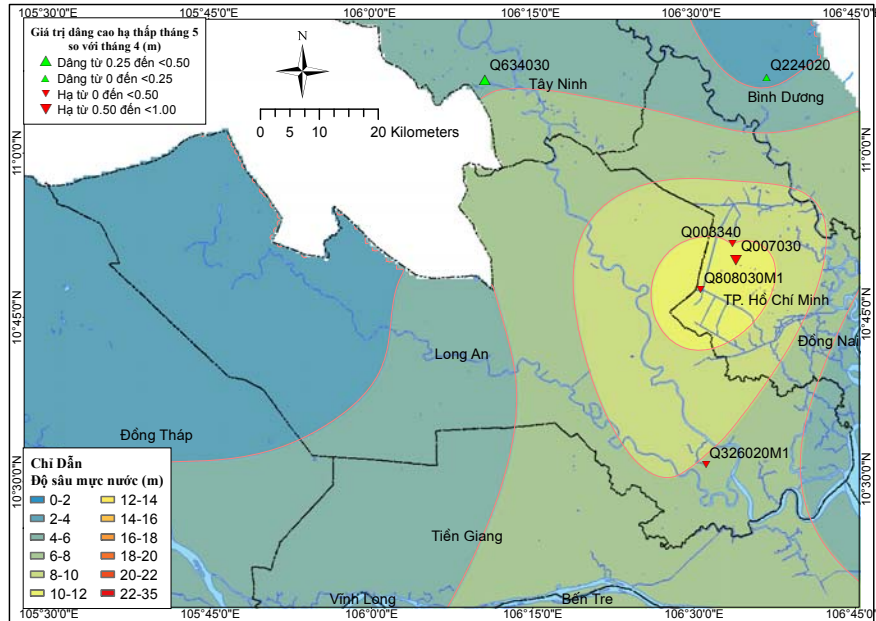 105°30'0"E 105°45'0"E 106°0'0"E 106°15'0"E 106°30'0"E 106°45'0"E
Giá trị dâng cao hạ thấp tháng 5
so với tháng 4 (m)
Dâng từ 0.25 đến <0.50
Dâng từ 0 đến <0.25
Hạ từ 0 đến <0.50
Hạ từ 0.50 đến <1.00
N
0 5 10 20 Kilometers
Q634030
Tây Ninh
Q224020
Bình Dương
11°0'0"N 11°0'0"N
Q003340
Q007030
Q808030M1
TP. Hồ Chí Minh
10°45'0"N 10°45'0"N
Đồng Nai
Long An
Đồng Tháp
Q326020M1
10°30'0"N 10°30'0"N
Chỉ Dẫn
Độ sâu mực nước (m)
0-2 12-14
2-4 14-16
4-6 16-18
6-8 18-20
8-10 20-22
10-12 22-35
Tiền Giang
Vĩnh Long
Bến Tre
105°30'0"E 105°45'0"E 106°0'0"E 106°15'0"E 106°30'0"E 106°45'0"E